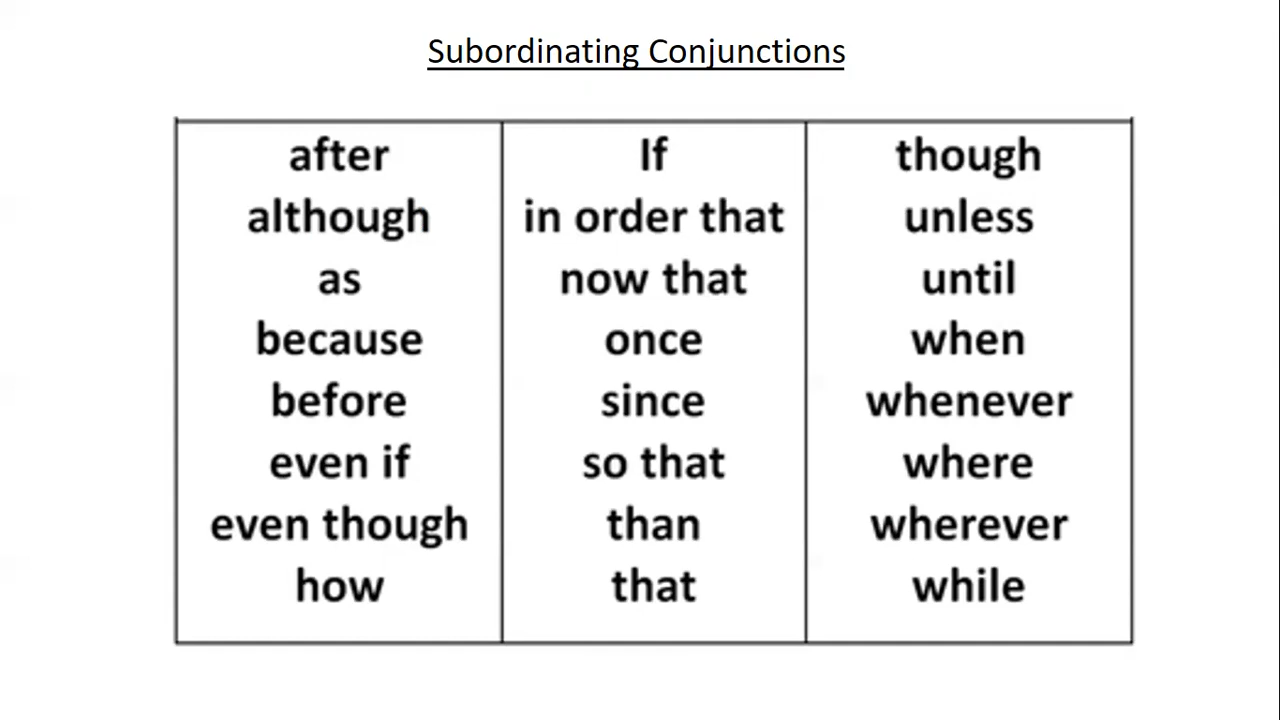 Subordinating Conjunctions
after
although
as
because
before
even if
even though
how
If
in order that
now that
once
since
so that
than
that
though
unless
until
when
whenever
where
wherever
while